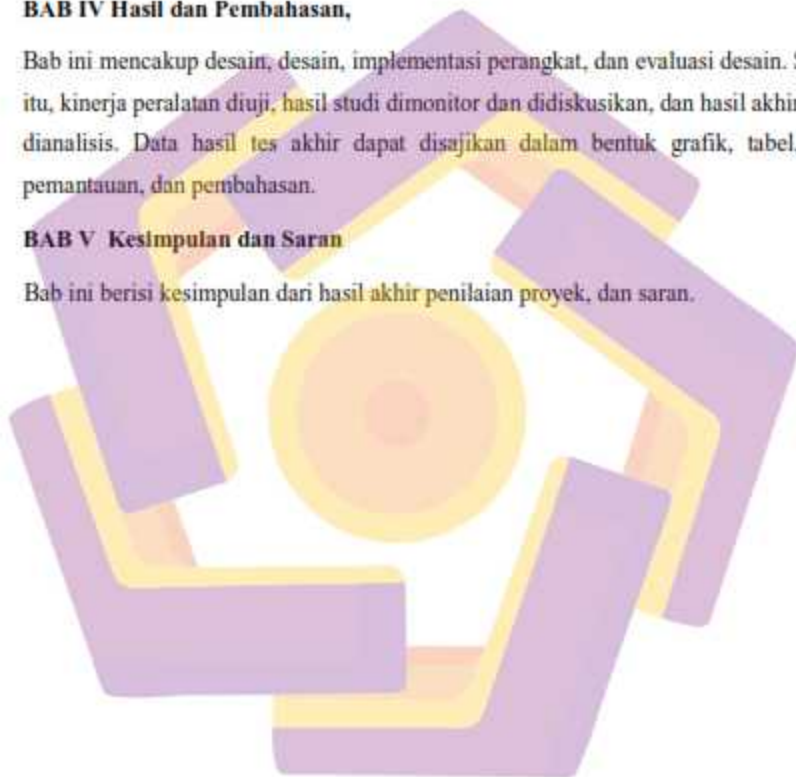 BAB IV Hasil dan Pembahasan,
Bab ini mencakup desain, desain, implementasi perangkat, dan evaluasi desain.
itu, kinerja peralatan diuji, hasil studi dimonitor dan didiskusikan, dan hasil akhir
dianalisis. Data hasil tes akhir dapat disajikan dalam bentuk grafik, tabel,
pemantauan, dan pembahasan.
BAB V Kesimpulan dan Saran
Bab ini berisi kesimpulan dari hasil akhir penilaian proyek, dan saran.